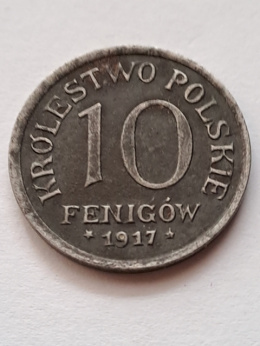 KRÓLESTWO POLSKIE
10
FENIGÓW
* 1917 *